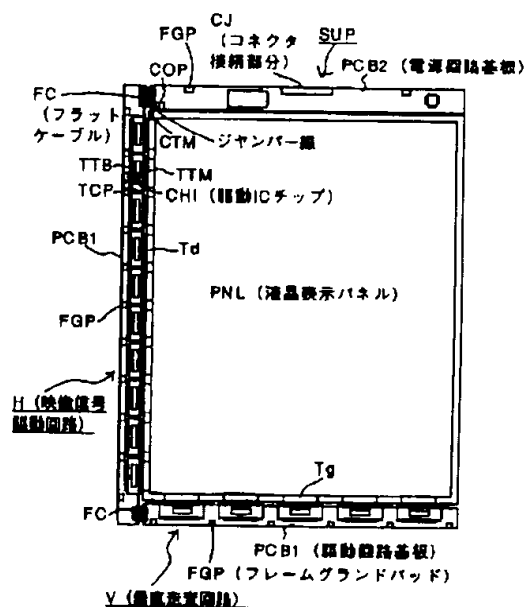 CJ
(コネクタ
接続部分)
FGP
SUP
PCB2 (電源回路基板)
COP
FC
(フラット
ケーブル)
CTM
ジヤンパー線
TTB
TTM
TCP
CHI (駆動ICチップ)
PCB1
Td
PNL (液晶表示パネル)
FGP
H (映像信号
駆動回路)
Tg
FC
PCB1 (駆動回路基板)
FGP (フレームグランドパッド)
V (垂直走査回路)